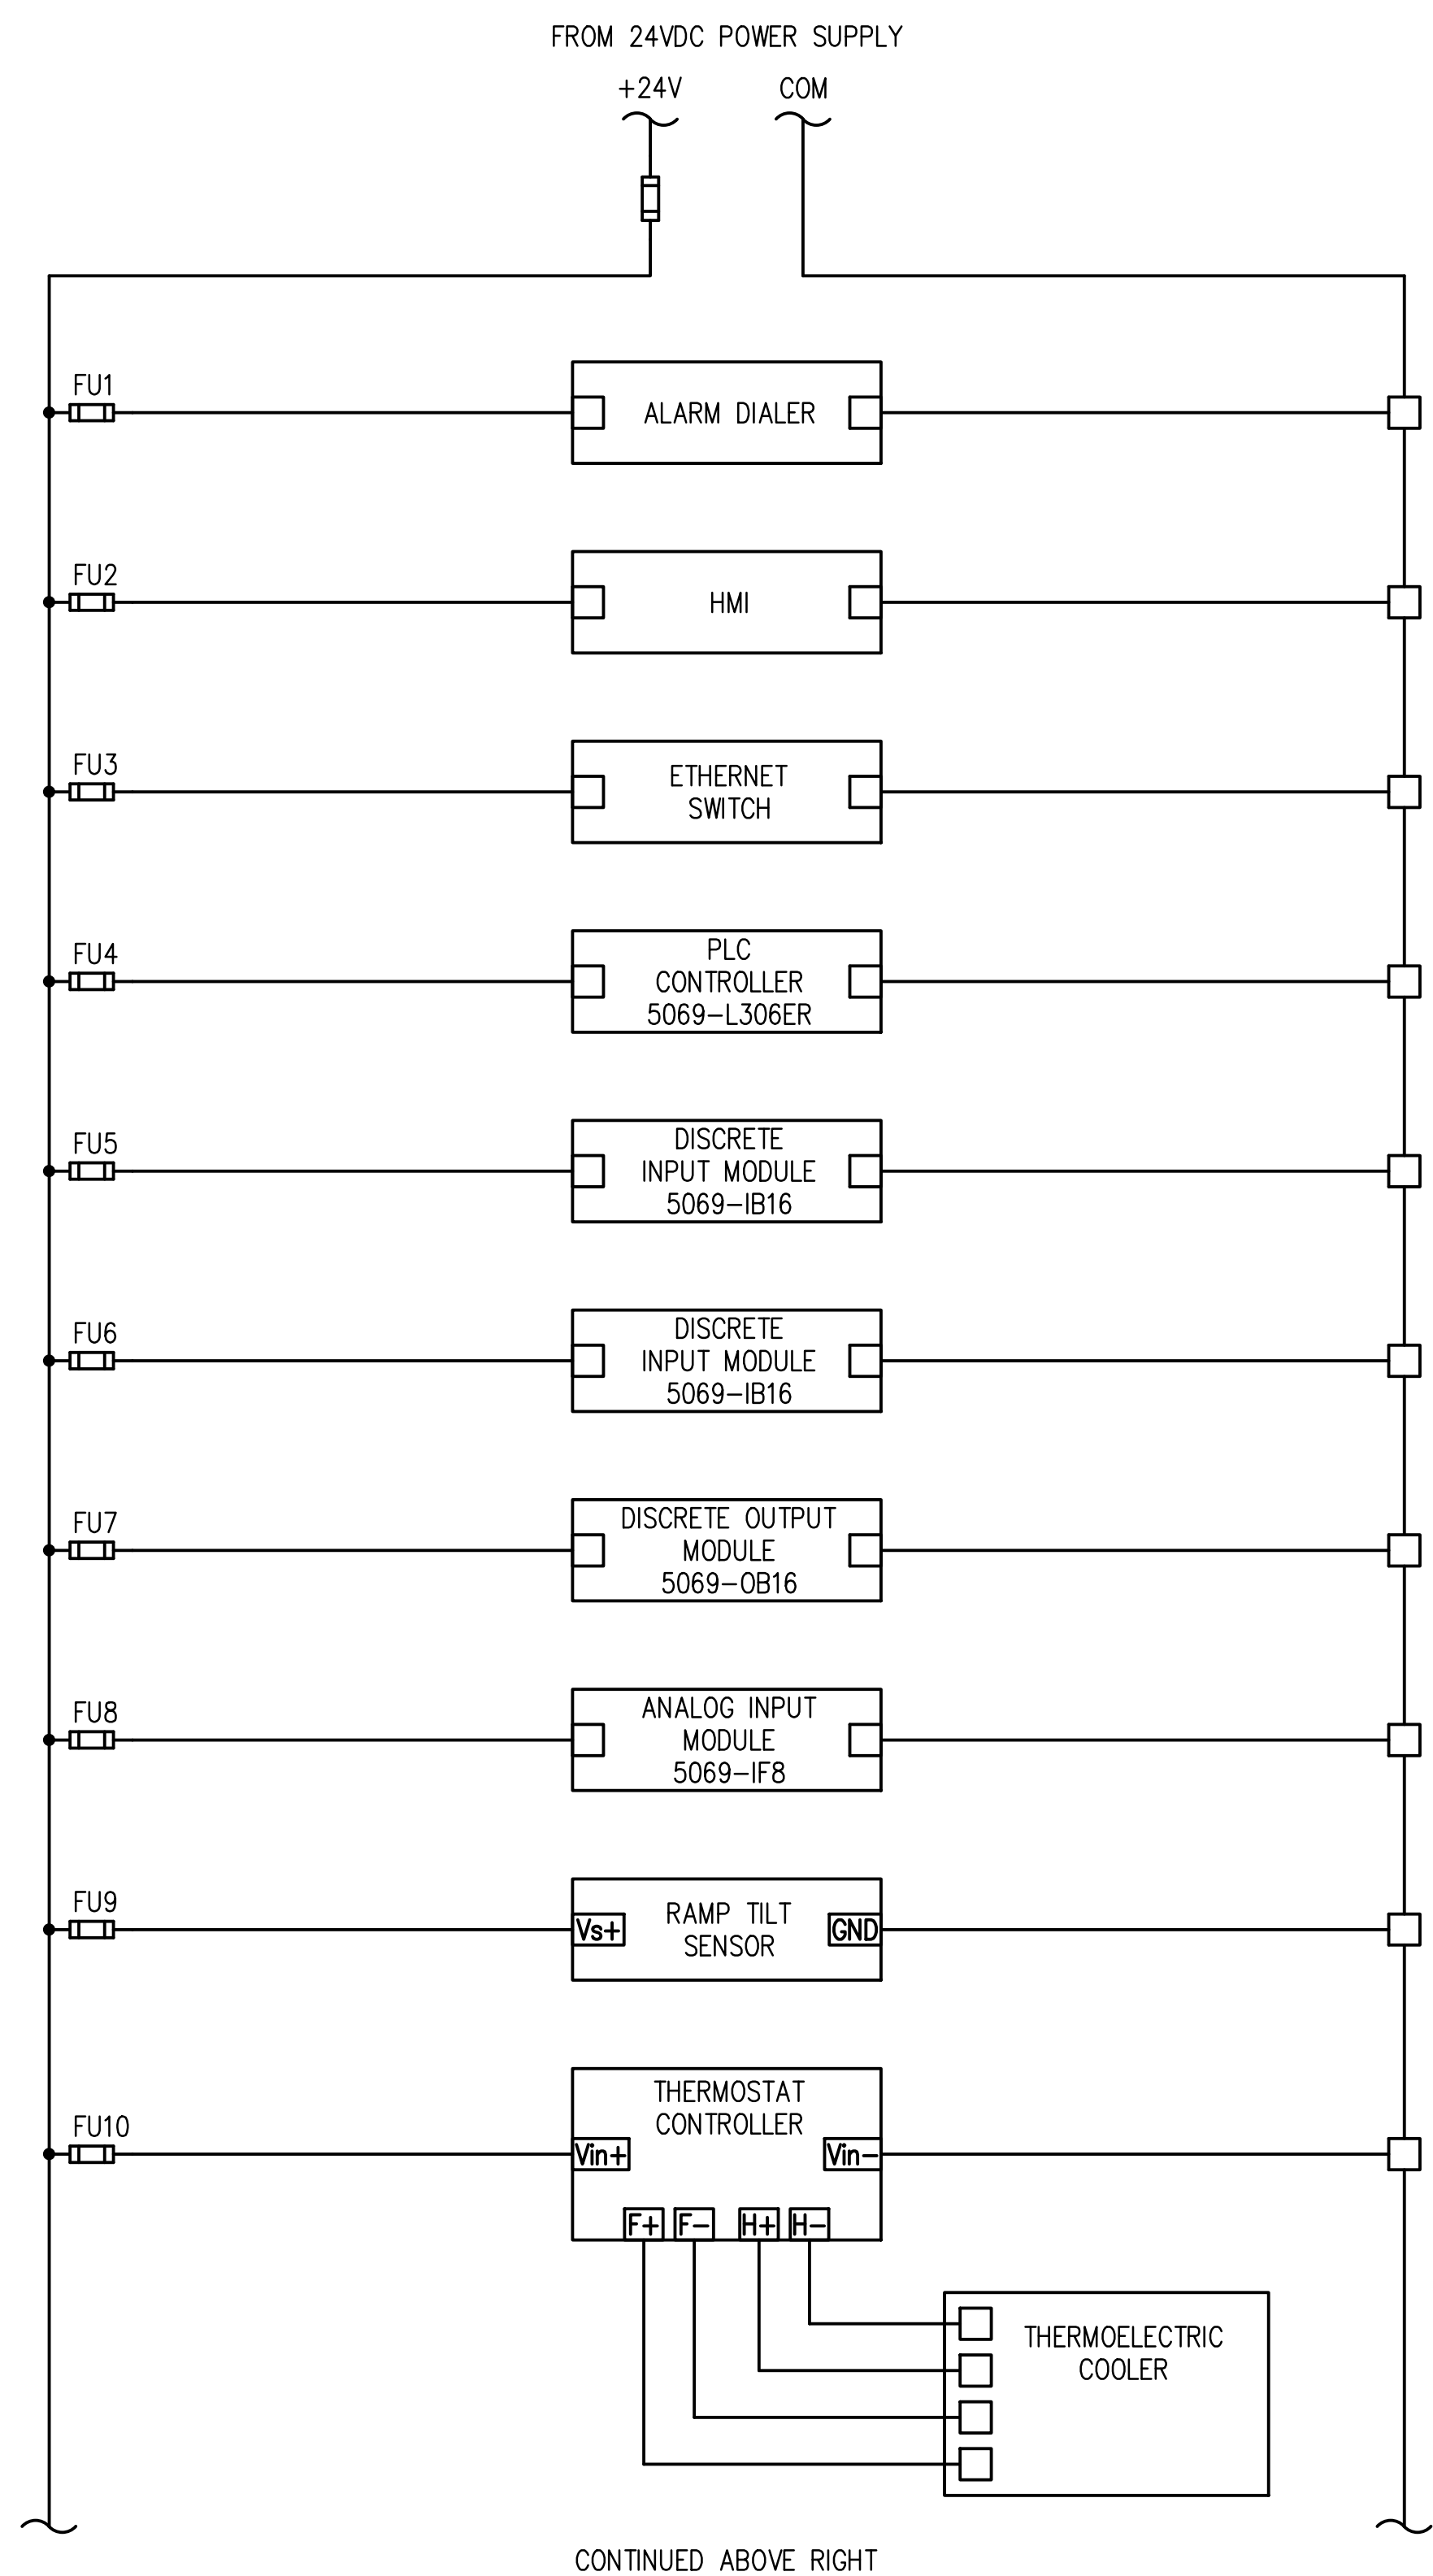 FROM 24VDC POWER SUPPLY
+24V COM
FU1
ALARM DIALER
FU2
HMI
FU3
ETHERNET
SWITCH
FU4
PLC
CONTROLLER
5069-L306ER
FU5
DISCRETE
INPUT MODULE
5069-IB16
FU6
DISCRETE
INPUT MODULE
5069-IB16
FU7
DISCRETE OUTPUT
MODULE
5069-OB16
FU8
ANALOG INPUT
MODULE
5069-IF8
FU9
RAMP TILT
SENSOR
Vs+ GND
FU10
THERMOSTAT
CONTROLLER
Vin+ Vin-
F+ F- H+ H-
THERMOELECTRIC
COOLER
CONTINUED ABOVE RIGHT